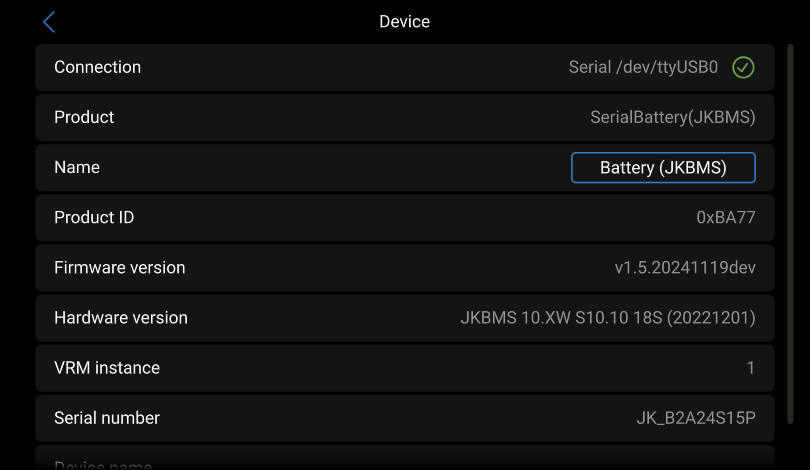 Device
Connection Serial /dev/ttyUSB0
Product SerialBattery(JKBMS)
Name Battery (JKBMS)
Product ID 0xBA77
Firmware version v1.5.20241119dev
Hardware version JKBMS 10.XW S10.10 18S (20221201)
VRM instance 1
Serial number JK_B2A24S15P
Device name